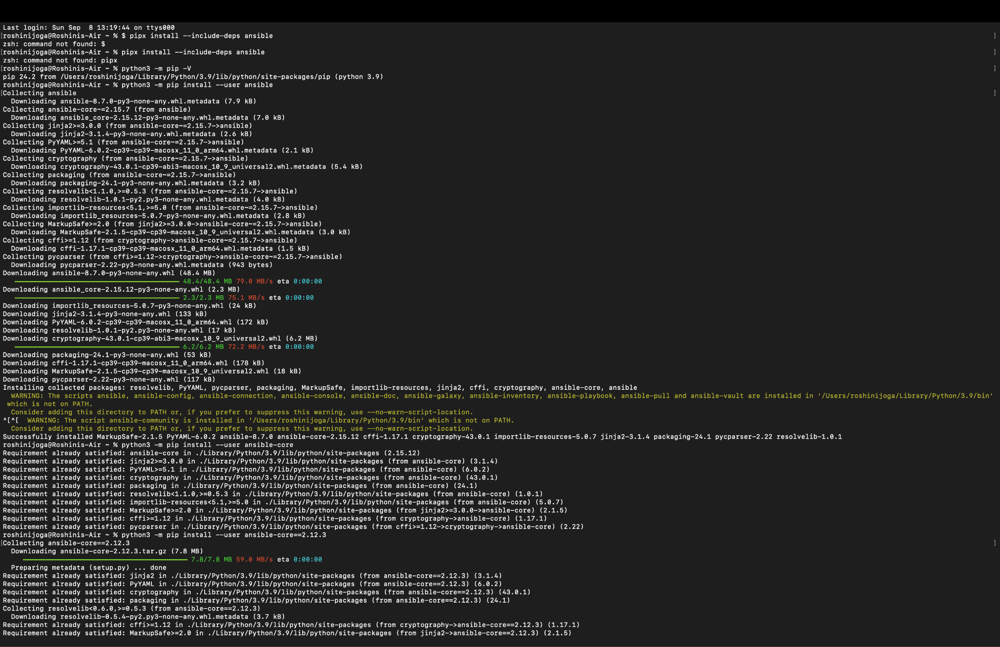 Last login: Sun Sep  8 13:19:44 on ttys000
[roshinijoga@Roshinis-Air ~ % $ pipx install --include-deps ansible ]
zsh: command not found: $
[roshinijoga@Roshinis-Air ~ % pipx install --include-deps ansible ]
zsh: command not found: pipx
[roshinijoga@Roshinis-Air ~ % python3 -m pip -V ]
pip 24.2 from /Users/roshinijoga/Library/Python/3.9/lib/python/site-packages/pip (python 3.9)
roshinijoga@Roshinis-Air ~ % python3 -m pip install --user ansible
[Collecting ansible ]
  Downloading ansible-8.7.0-py3-none-any.whl.metadata (7.9 kB)
Collecting ansible-core~=2.15.7 (from ansible)
  Downloading ansible_core-2.15.12-py3-none-any.whl.metadata (7.0 kB)
Collecting jinja2>=3.0.0 (from ansible-core~=2.15.7->ansible)
  Downloading jinja2-3.1.4-py3-none-any.whl.metadata (2.6 kB)
Collecting PyYAML>=5.1 (from ansible-core~=2.15.7->ansible)
  Downloading PyYAML-6.0.2-cp39-cp39-macosx_11_0_arm64.whl.metadata (2.1 kB)
Collecting cryptography (from ansible-core~=2.15.7->ansible)
  Downloading cryptography-43.0.1-cp39-abi3-macosx_10_9_universal2.whl.metadata (5.4 kB)
Collecting packaging (from ansible-core~=2.15.7->ansible)
  Downloading packaging-24.1-py3-none-any.whl.metadata (3.2 kB)
Collecting resolvelib<1.1.0,>=0.5.3 (from ansible-core~=2.15.7->ansible)
  Downloading resolvelib-1.0.1-py2.py3-none-any.whl.metadata (4.0 kB)
Collecting importlib-resources<5.1,>=5.0 (from ansible-core~=2.15.7->ansible)
  Downloading importlib_resources-5.0.7-py3-none-any.whl.metadata (2.8 kB)
Collecting MarkupSafe>=2.0 (from jinja2>=3.0.0->ansible-core~=2.15.7->ansible)
  Downloading MarkupSafe-2.1.5-cp39-cp39-macosx_10_9_universal2.whl.metadata (3.0 kB)
Collecting cffi>=1.12 (from cryptography->ansible-core~=2.15.7->ansible)
  Downloading cffi-1.17.1-cp39-cp39-macosx_11_0_arm64.whl.metadata (1.5 kB)
Collecting pycparser (from cffi>=1.12->cryptography->ansible-core~=2.15.7->ansible)
  Downloading pycparser-2.22-py3-none-any.whl.metadata (943 bytes)
Downloading ansible-8.7.0-py3-none-any.whl (48.4 MB)
48.4/48.4 MB 79.0 MB/s eta 0:00:00
Downloading ansible_core-2.15.12-py3-none-any.whl (2.3 MB)
2.3/2.3 MB 75.1 MB/s eta 0:00:00
Downloading importlib_resources-5.0.7-py3-none-any.whl (24 kB)
Downloading jinja2-3.1.4-py3-none-any.whl (133 kB)
Downloading PyYAML-6.0.2-cp39-cp39-macosx_11_0_arm64.whl (172 kB)
Downloading resolvelib-1.0.1-py2.py3-none-any.whl (17 kB)
Downloading cryptography-43.0.1-cp39-abi3-macosx_10_9_universal2.whl (6.2 MB)
6.2/6.2 MB 72.2 MB/s eta 0:00:00
Downloading packaging-24.1-py3-none-any.whl (53 kB)
Downloading cffi-1.17.1-cp39-cp39-macosx_11_0_arm64.whl (178 kB)
Downloading MarkupSafe-2.1.5-cp39-cp39-macosx_10_9_universal2.whl (18 kB)
Downloading pycparser-2.22-py3-none-any.whl (117 kB)
Installing collected packages: resolvelib, PyYAML, pycparser, packaging, MarkupSafe, importlib-resources, jinja2, cffi, cryptography, ansible-core, ansible
  WARNING: The scripts ansible, ansible-config, ansible-connection, ansible-console, ansible-doc, ansible-galaxy, ansible-inventory, ansible-playbook, ansible-pull and ansible-vault are installed in '/Users/roshinijoga/Library/Python/3.9/bin'
 which is not on PATH.
  Consider adding this directory to PATH or, if you prefer to suppress this warning, use --no-warn-script-location.
^[^[  WARNING: The script ansible-community is installed in '/Users/roshinijoga/Library/Python/3.9/bin' which is not on PATH.
  Consider adding this directory to PATH or, if you prefer to suppress this warning, use --no-warn-script-location.
Successfully installed MarkupSafe-2.1.5 PyYAML-6.0.2 ansible-8.7.0 ansible-core-2.15.12 cffi-1.17.1 cryptography-43.0.1 importlib-resources-5.0.7 jinja2-3.1.4 packaging-24.1 pycparser-2.22 resolvelib-1.0.1
roshinijoga@Roshinis-Air ~ % python3 -m pip install --user ansible-core
Requirement already satisfied: ansible-core in ./Library/Python/3.9/lib/python/site-packages (2.15.12)
Requirement already satisfied: jinja2>=3.0.0 in ./Library/Python/3.9/lib/python/site-packages (from ansible-core) (3.1.4)
Requirement already satisfied: PyYAML>=5.1 in ./Library/Python/3.9/lib/python/site-packages (from ansible-core) (6.0.2)
Requirement already satisfied: cryptography in ./Library/Python/3.9/lib/python/site-packages (from ansible-core) (43.0.1)
Requirement already satisfied: packaging in ./Library/Python/3.9/lib/python/site-packages (from ansible-core) (24.1)
Requirement already satisfied: resolvelib<1.1.0,>=0.5.3 in ./Library/Python/3.9/lib/python/site-packages (from ansible-core) (1.0.1)
Requirement already satisfied: importlib-resources<5.1,>=5.0 in ./Library/Python/3.9/lib/python/site-packages (from ansible-core) (5.0.7)
Requirement already satisfied: MarkupSafe>=2.0 in ./Library/Python/3.9/lib/python/site-packages (from jinja2>=3.0.0->ansible-core) (2.1.5)
Requirement already satisfied: cffi>=1.12 in ./Library/Python/3.9/lib/python/site-packages (from cryptography->ansible-core) (1.17.1)
Requirement already satisfied: pycparser in ./Library/Python/3.9/lib/python/site-packages (from cffi>=1.12->cryptography->ansible-core) (2.22)
roshinijoga@Roshinis-Air ~ % python3 -m pip install --user ansible-core==2.12.3
[Collecting ansible-core==2.12.3 ]
  Downloading ansible-core-2.12.3.tar.gz (7.8 MB)
7.8/7.8 MB 59.0 MB/s eta 0:00:00
  Preparing metadata (setup.py) ... done
Requirement already satisfied: jinja2 in ./Library/Python/3.9/lib/python/site-packages (from ansible-core==2.12.3) (3.1.4)
Requirement already satisfied: PyYAML in ./Library/Python/3.9/lib/python/site-packages (from ansible-core==2.12.3) (6.0.2)
Requirement already satisfied: cryptography in ./Library/Python/3.9/lib/python/site-packages (from ansible-core==2.12.3) (43.0.1)
Requirement already satisfied: packaging in ./Library/Python/3.9/lib/python/site-packages (from ansible-core==2.12.3) (24.1)
Collecting resolvelib<0.6.0,>=0.5.3 (from ansible-core==2.12.3)
  Downloading resolvelib-0.5.4-py2.py3-none-any.whl.metadata (3.7 kB)
Requirement already satisfied: cffi>=1.12 in ./Library/Python/3.9/lib/python/site-packages (from cryptography->ansible-core==2.12.3) (1.17.1)
Requirement already satisfied: MarkupSafe>=2.0 in ./Library/Python/3.9/lib/python/site-packages (from jinja2->ansible-core==2.12.3) (2.1.5)